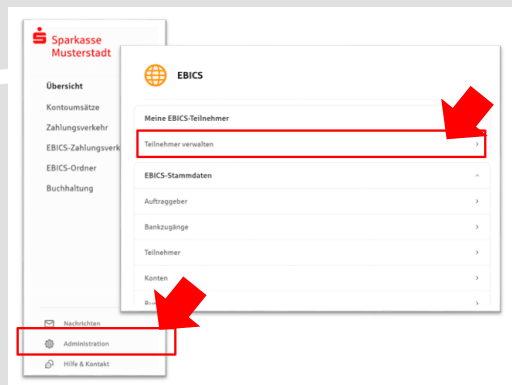 Sparkasse
Musterstadt
Übersicht
Kontoumsätze
Zahlungsverkehr
EBICS-Zahlungsverk
EBICS-Ordner
Buchhaltung
Nachrichten
Administration
Hilfe & Kontakt
EBICS
Meine EBICS-Teilnehmer
Teilnehmer verwalten
EBICS-Stammdaten
Auftraggeber
Bankzugänge
Teilnehmer
Konten